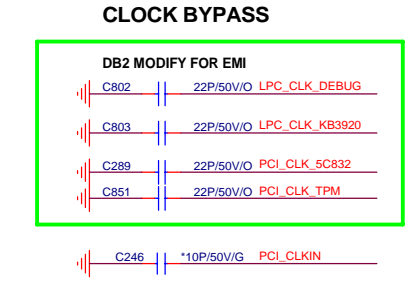 CLOCK BYPASS
DB2 MODIFY FOR EMI
C802 22P/50V/O LPC_CLK_DEBUG
C803 22P/50V/O LPC_CLK_KB3920
C289 22P/50V/O PCI_CLK_5C832
C851 22P/50V/O PCI_CLK_TPM
C246 *10P/50V/G PCI_CLKIN